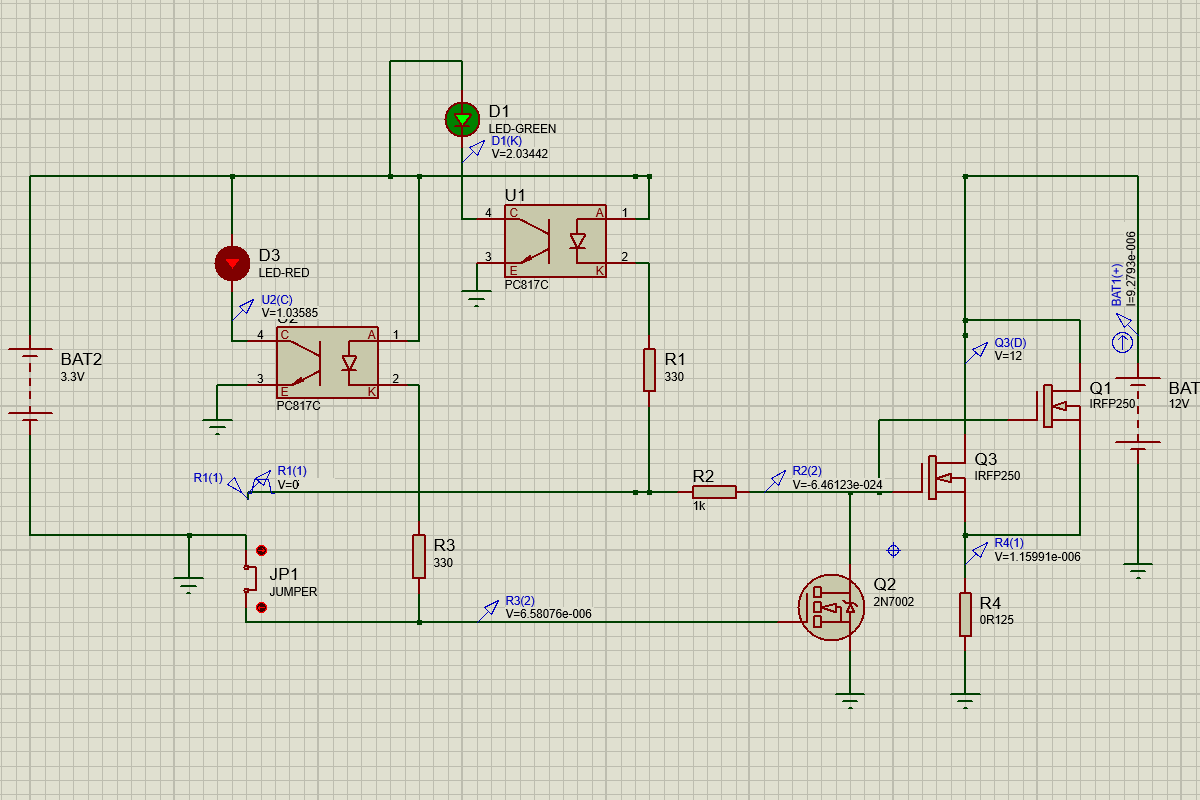 D1
LED-GREEN
D1(K)
V=2.03442
U1
4
C
A
1
3
E
K
2
PC817C
D3
LED-RED
U2(C)
V=1.03585
4
C
A
1
3
E
K
2
PC817C
BAT2
3.3V
R1
330
BAT1(+)
I=9.2793e-006
Q3(D)
V=12
Q1
IRFP250
BAT
12V
Q3
IRFP250
R1(1)
R1(1)
V=0
R2
1k
R2(2)
V=-6.46123e-024
R3
330
R4(1)
V=1.15991e-006
JP1
JUMPER
R3(2)
V=6.58076e-006
Q2
2N7002
R4
0R125